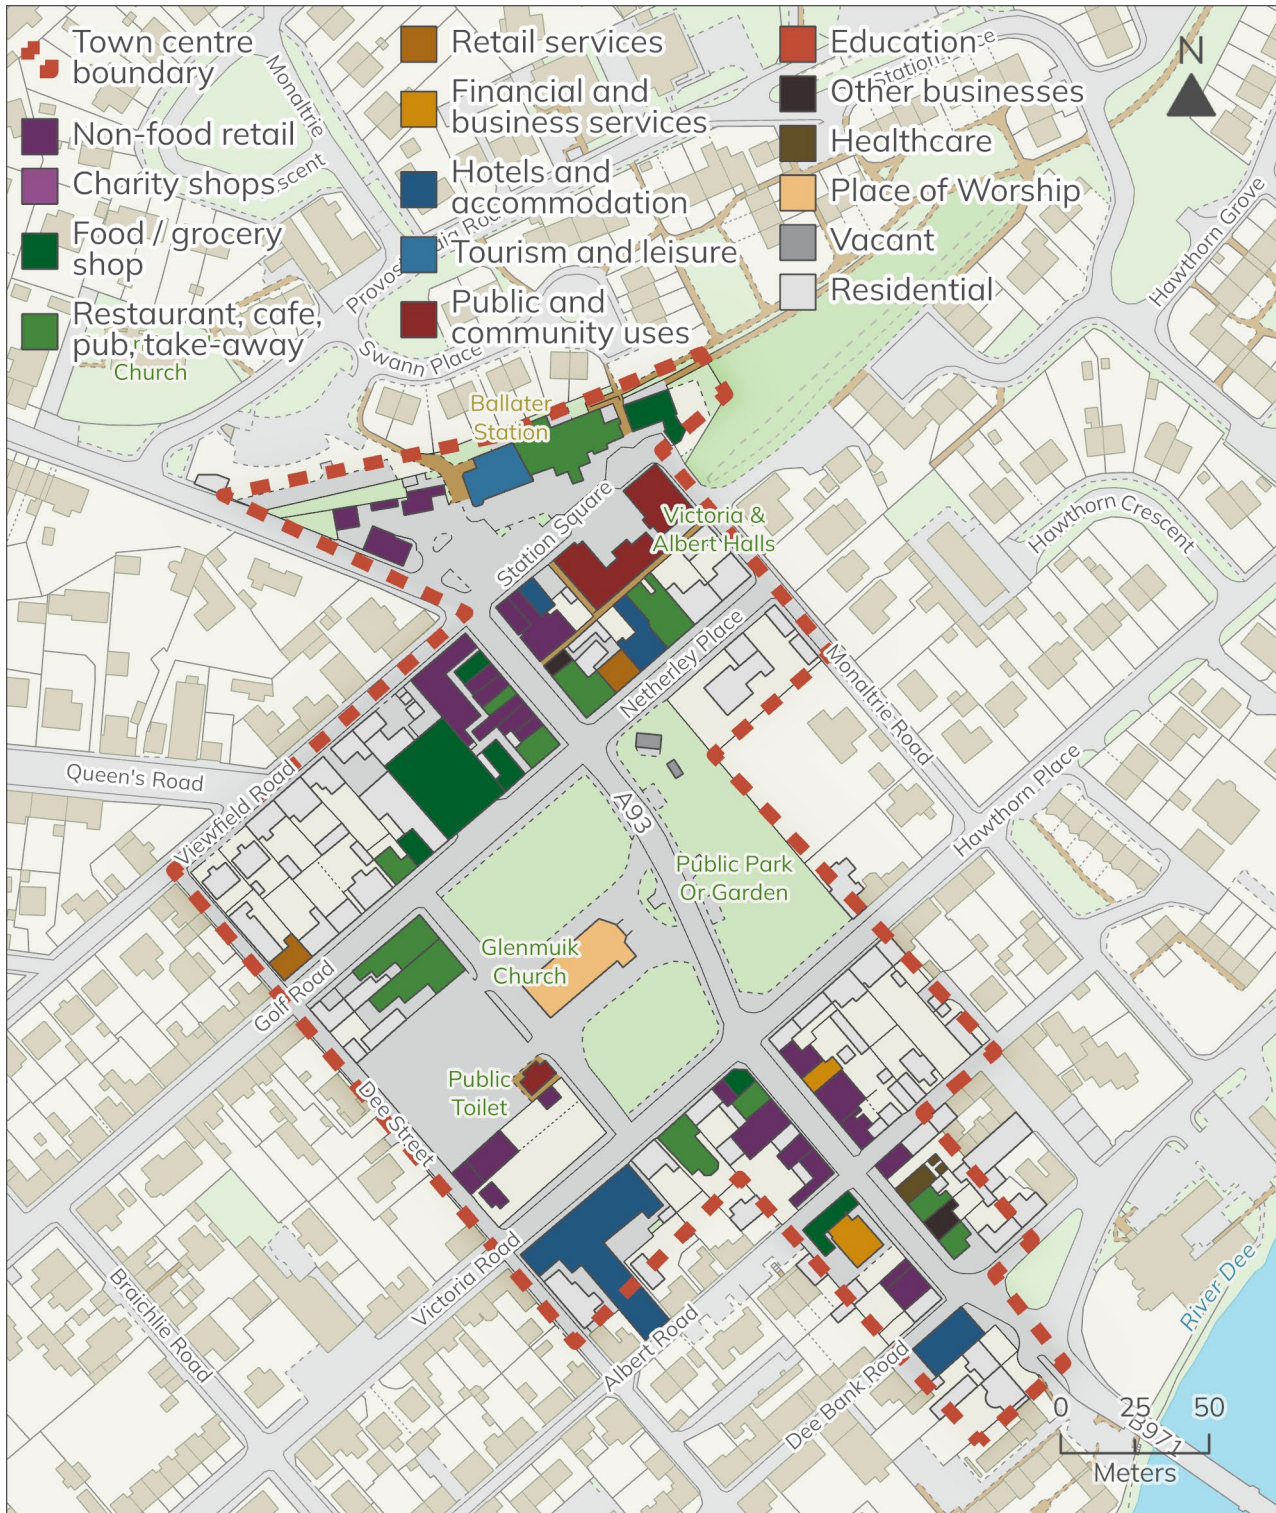 Town centre
boundary
Non-food retail
Charity shops
Food / grocery
shop
Restaurant, cafe,
pub, take-away
Retail services
Financial and
business services
Hotels and
accommodation
Tourism and leisure
Public and
community uses
Education
Other businesses
Healthcare
Place of Worship
Vacant
Residential
N
Monaltrie
scent
Station
Hawthorn Grove
Swann Place
Church
Ballater
Station
Station Square
Victoria &
Albert Halls
Hawthorn Crescent
Netherley Place
Monaltrie Road
Queen's Road
Viewfield Road
A93
Hawthorn Place
Public Park
Or Garden
Glenmuik
Church
Golf Road
Public
Toilet
Dee Street
Victoria Road
Braichlie Road
Albert Road
Dee Bank Road
River Dee
B971
0 25 50
Meters